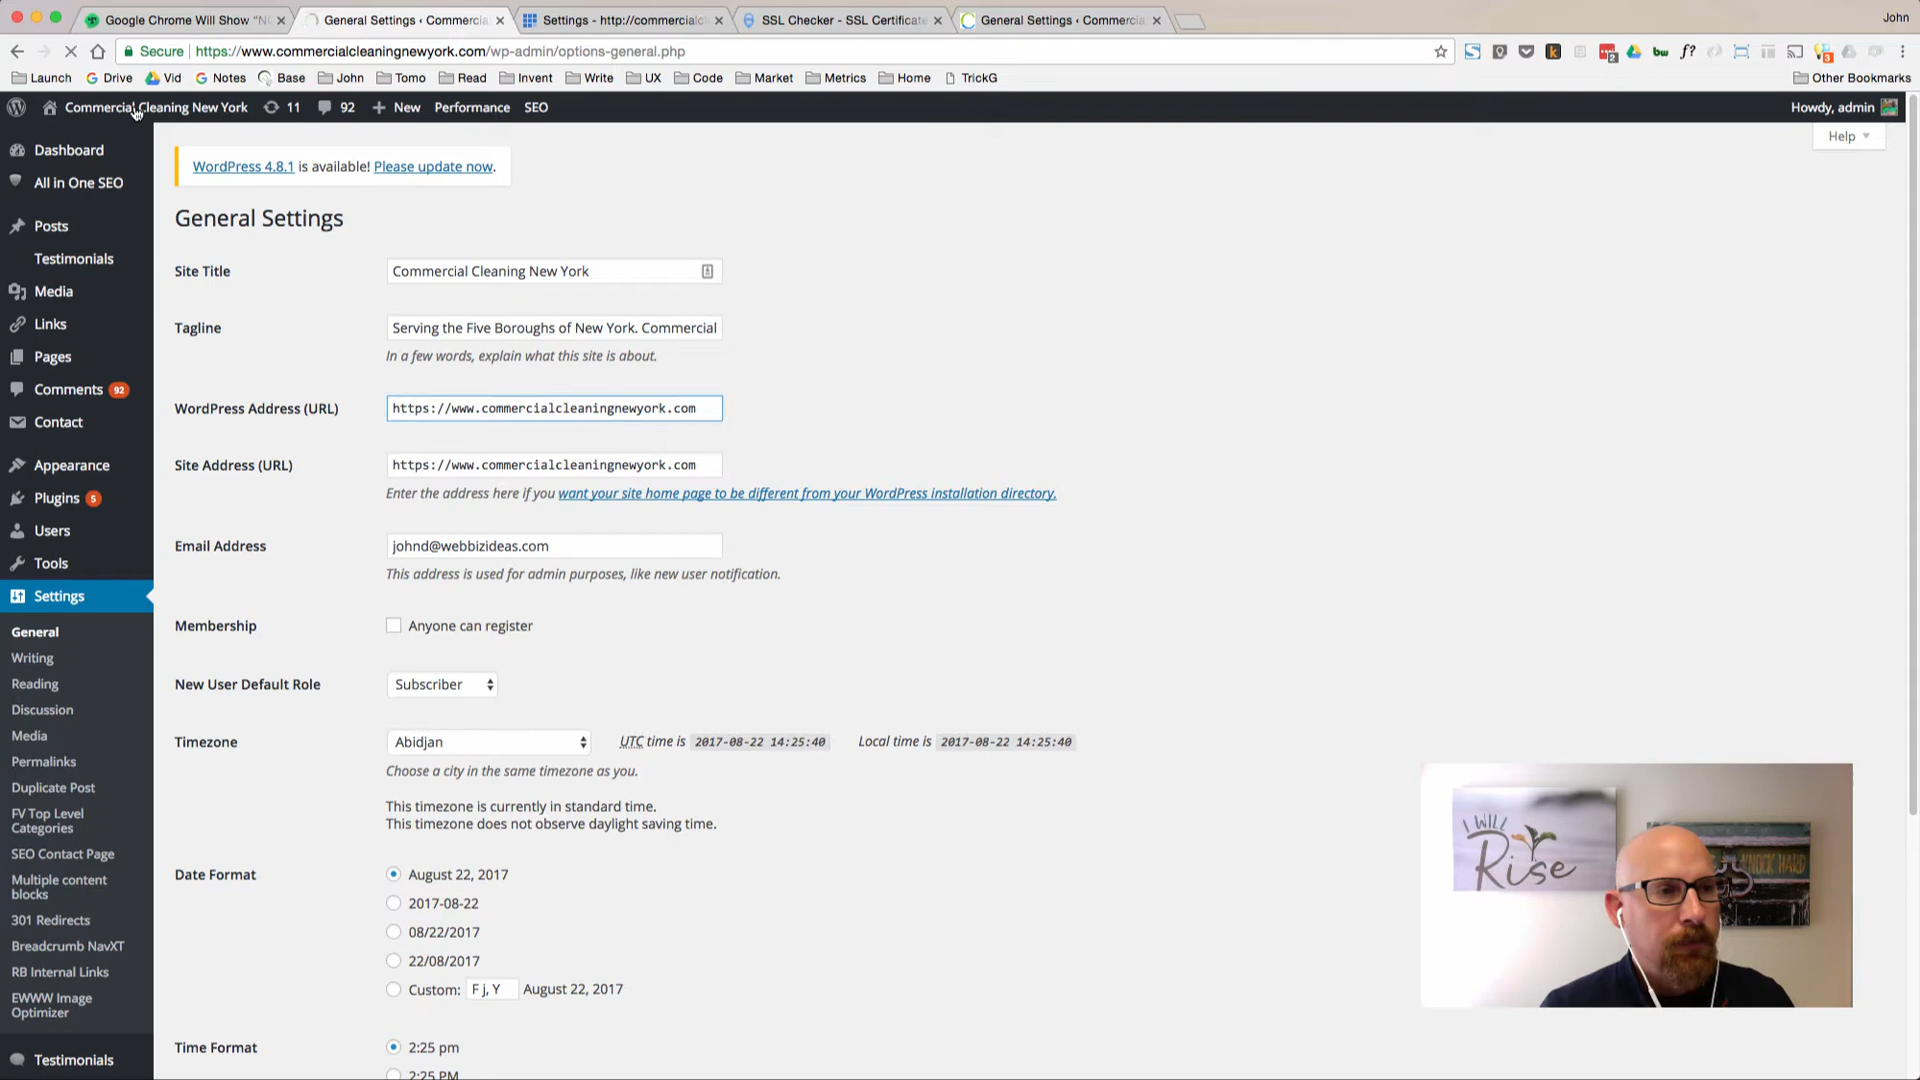 Google Chrome Will Show "N
General Settings ‹ Commercia
Settings - http://commercialc
SSL Checker - SSL Certificate
General Settings ‹ Commercia
John
Secure
https://www.commercialcleaningnewyork.com/wp-admin/options-general.php
Launch
Drive
Vid
Notes
Base
John
Tomo
Read
Invent
Write
UX
Code
Market
Metrics
Home
TrickG
Other Bookmarks
Commercial Cleaning New York
11
92
New
Performance
SEO
Howdy, admin
Help
Dashboard
All in One SEO
Posts
Testimonials
Media
Links
Pages
Comments 92
Contact
Appearance
Plugins 5
Users
Tools
Settings
General
Writing
Reading
Discussion
Media
Permalinks
Duplicate Post
FV Top Level
Categories
SEO Contact Page
Multiple content
blocks
301 Redirects
Breadcrumb NavXT
RB Internal Links
EWWW Image
Optimizer
Testimonials
WordPress 4.8.1 is available! Please update now.
General Settings
Site Title
Commercial Cleaning New York
Tagline
Serving the Five Boroughs of New York. Commercial
In a few words, explain what this site is about.
WordPress Address (URL)
https://www.commercialcleaningnewyork.com
Site Address (URL)
https://www.commercialcleaningnewyork.com
Enter the address here if you want your site home page to be different from your WordPress installation directory.
Email Address
johnd@webbizideas.com
This address is used for admin purposes, like new user notification.
Membership
Anyone can register
New User Default Role
Subscriber
Timezone
Abidjan
UTC time is 2017-08-22 14:25:40
Local time is 2017-08-22 14:25:40
Choose a city in the same timezone as you.
This timezone is currently in standard time.
This timezone does not observe daylight saving time.
Date Format
August 22, 2017
2017-08-22
08/22/2017
22/08/2017
Custom: F j, Y August 22, 2017
Time Format
2:25 pm
2:25 PM
I WILL
Rise
KNOCK HARD